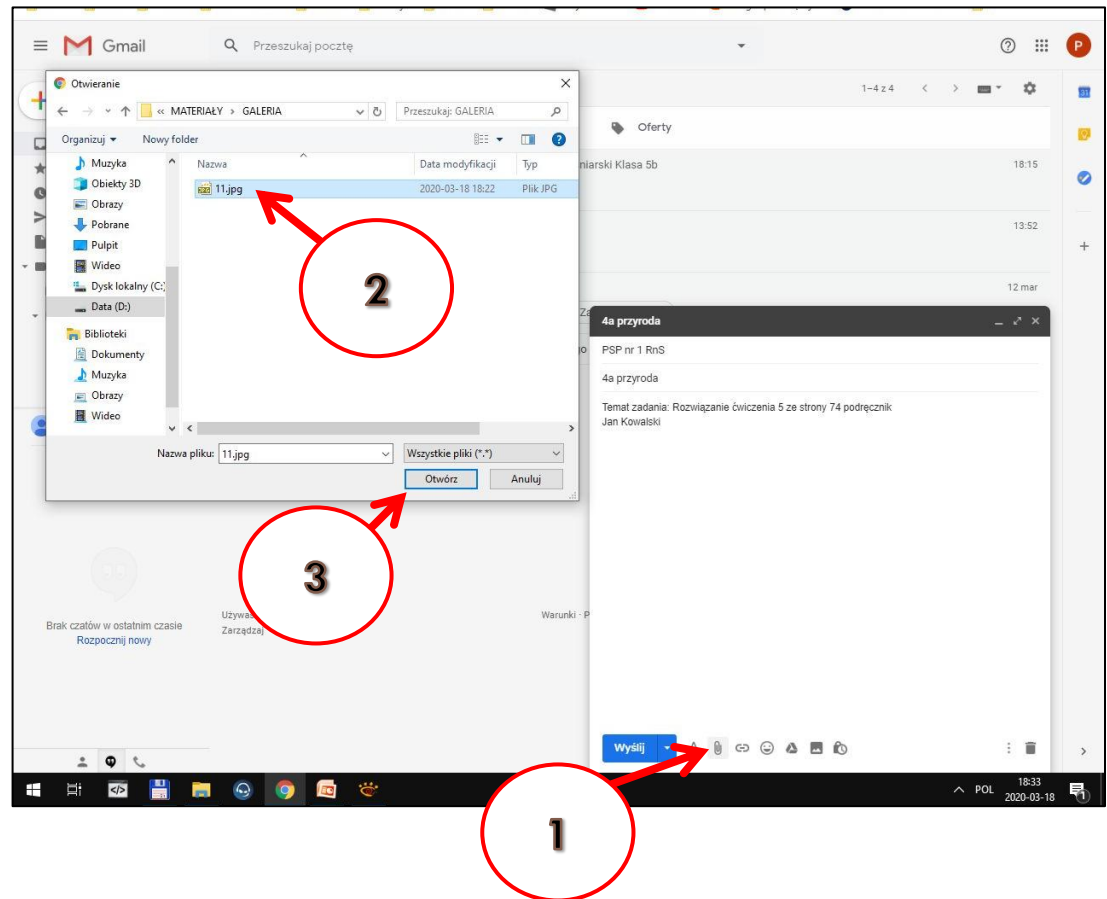 Gmail
Przeszukaj pocztę
P
Otwieranie
« MATERIAŁY > GALERIA
Przeszukaj: GALERIA
Organizuj
Nowy folder
Muzyka
Obiekty 3D
Obrazy
Pobrane
Pulpit
Wideo
Dysk lokalny (C:)
Data (D:)
Biblioteki
Dokumenty
Muzyka
Obrazy
Wideo
Nazwa
Data modyfikacji
Typ
11.jpg
2020-03-18 18:22
Plik JPG
Nazwa pliku:
11.jpg
Wszystkie pliki (*.*)
Otwórz
Anuluj
1–4 z 4
31
Oferty
niarski Klasa 5b
18:15
13:52
12 mar
2
4a przyroda
PSP nr 1 RnS
4a przyroda
Temat zadania: Rozwiązanie ćwiczenia 5 ze strony 74 podręcznik
Jan Kowalski
3
Brak czatów w ostatnim czasie
Rozpocznij nowy
Zarządzaj
Warunki · P
Wyślij
POL
18:33
2020-03-18
1
1